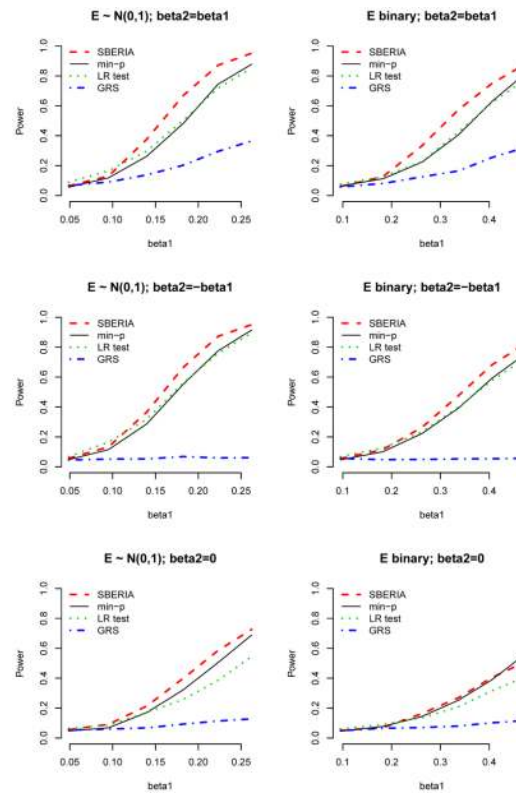 E ~ N(0,1); beta2=beta1
SBERIA
min−p
LR test
GRS
Power
0.0 0.2 0.4 0.6 0.8 1.0
0.05 0.10 0.15 0.20 0.25
beta1
E binary; beta2=beta1
SBERIA
min−p
LR test
GRS
Power
0.0 0.2 0.4 0.6 0.8 1.0
0.1 0.2 0.3 0.4
beta1
E ~ N(0,1); beta2=−beta1
SBERIA
min−p
LR test
GRS
Power
0.0 0.2 0.4 0.6 0.8 1.0
0.05 0.10 0.15 0.20 0.25
beta1
E binary; beta2=−beta1
SBERIA
min−p
LR test
GRS
Power
0.0 0.2 0.4 0.6 0.8 1.0
0.1 0.2 0.3 0.4
beta1
E ~ N(0,1); beta2=0
SBERIA
min−p
LR test
GRS
Power
0.0 0.2 0.4 0.6 0.8 1.0
0.05 0.10 0.15 0.20 0.25
beta1
E binary; beta2=0
SBERIA
min−p
LR test
GRS
Power
0.0 0.2 0.4 0.6 0.8 1.0
0.1 0.2 0.3 0.4
beta1